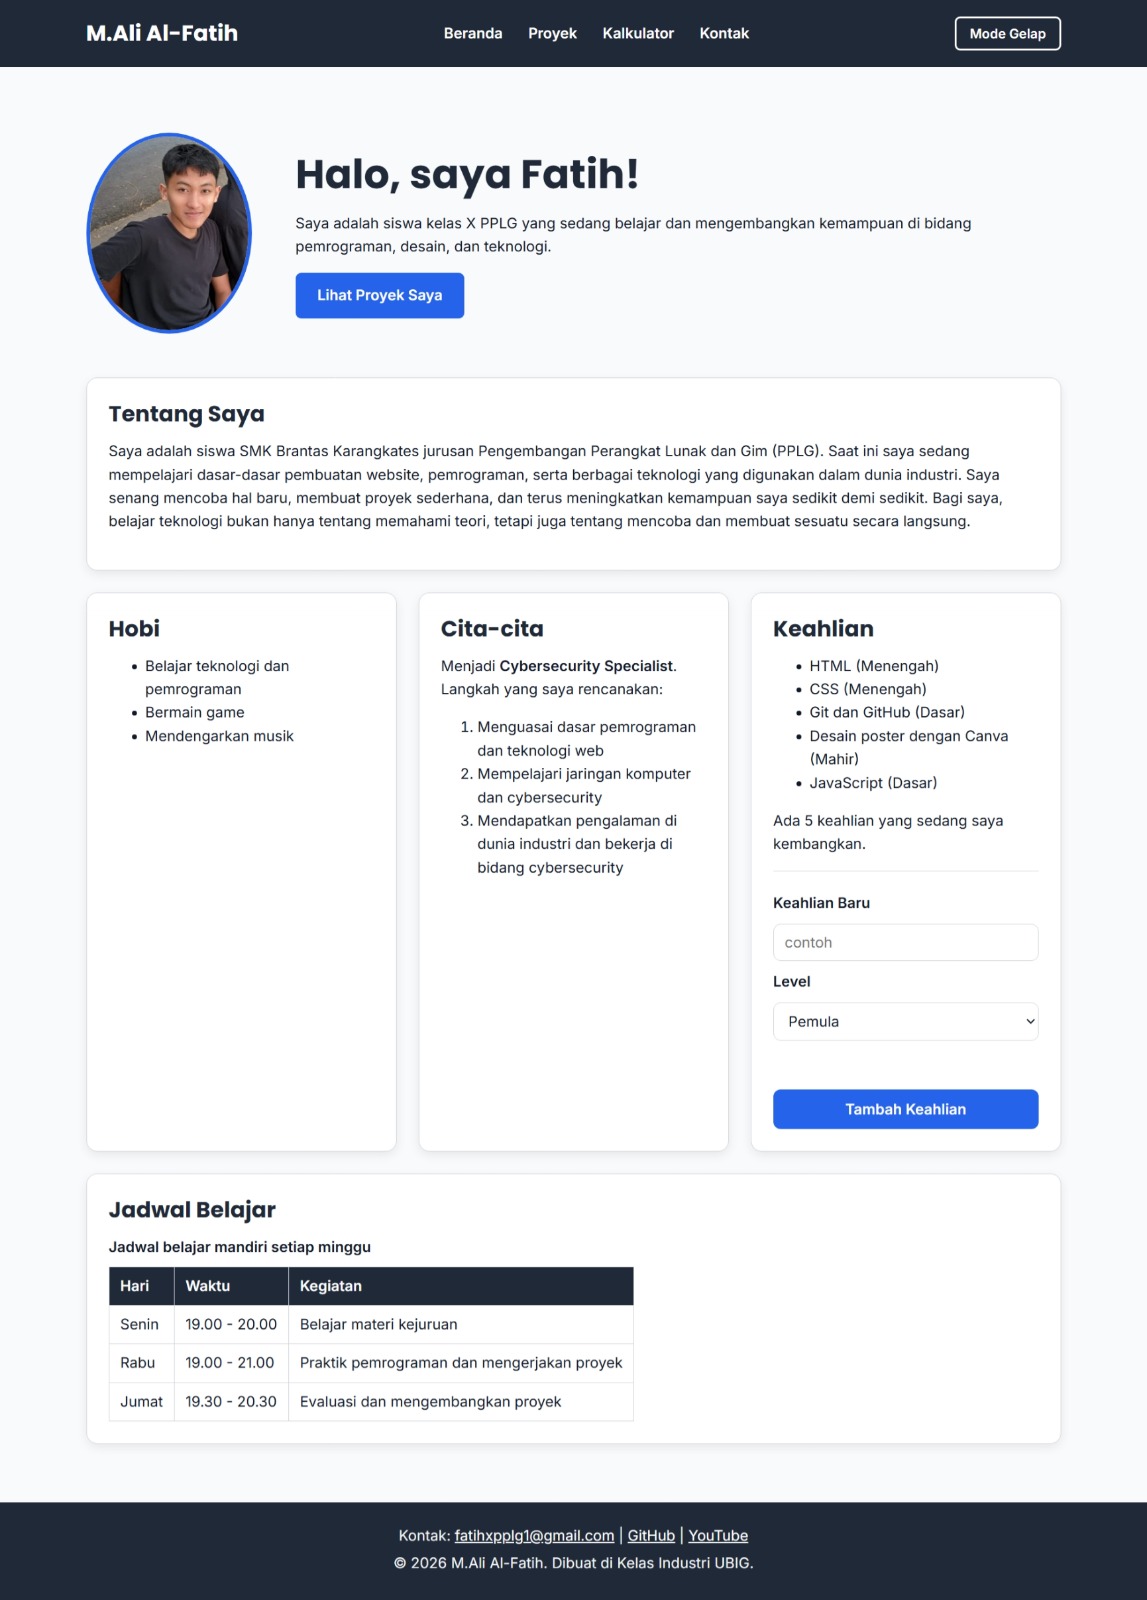 M.Ali Al-Fatih
Beranda Proyek Kalkulator Kontak
Mode Gelap
Halo, saya Fatih!
Saya adalah siswa kelas X PPLG yang sedang belajar dan mengembangkan kemampuan di bidang
pemrograman, desain, dan teknologi.
Lihat Proyek Saya
Tentang Saya
Saya adalah siswa SMK Brantas Karangkates jurusan Pengembangan Perangkat Lunak dan Gim (PPLG). Saat ini saya sedang
mempelajari dasar-dasar pembuatan website, pemrograman, serta berbagai teknologi yang digunakan dalam dunia industri. Saya
senang mencoba hal baru, membuat proyek sederhana, dan terus meningkatkan kemampuan saya sedikit demi sedikit. Bagi saya,
belajar teknologi bukan hanya tentang memahami teori, tetapi juga tentang mencoba dan membuat sesuatu secara langsung.
Hobi
• Belajar teknologi dan
pemrograman
• Bermain game
• Mendengarkan musik
Cita-cita
Menjadi Cybersecurity Specialist.
Langkah yang saya rencanakan:
1. Menguasai dasar pemrograman
dan teknologi web
2. Mempelajari jaringan komputer
dan cybersecurity
3. Mendapatkan pengalaman di
dunia industri dan bekerja di
bidang cybersecurity
Keahlian
• HTML (Menengah)
• CSS (Menengah)
• Git dan GitHub (Dasar)
• Desain poster dengan Canva
(Mahir)
• JavaScript (Dasar)
Ada 5 keahlian yang sedang saya
kembangkan.
Keahlian Baru
contoh
Level
Pemula
Tambah Keahlian
Jadwal Belajar
Jadwal belajar mandiri setiap minggu
Hari Waktu Kegiatan
Senin 19.00 - 20.00 Belajar materi kejuruan
Rabu 19.00 - 21.00 Praktik pemrograman dan mengerjakan proyek
Jumat 19.30 - 20.30 Evaluasi dan mengembangkan proyek
Kontak: fatihxpplg1@gmail.com | GitHub | YouTube
© 2026 M.Ali Al-Fatih. Dibuat di Kelas Industri UBIG.